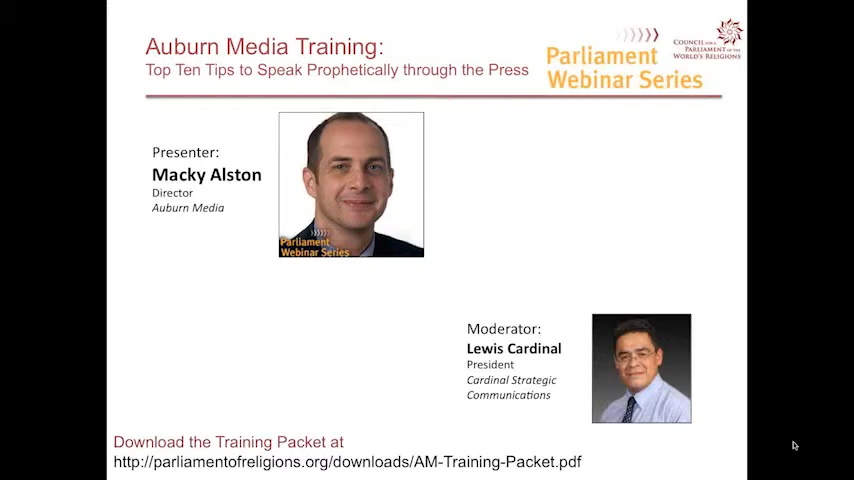 Auburn Media Training:
Top Ten Tips to Speak Prophetically through the Press
Parliament
Webinar Series
COUNCIL FOR A
PARLIAMENT OF THE
WORLD'S RELIGIONS
Presenter:
Macky Alston
Director
Auburn Media
Parliament
Webinar Series
Moderator:
Lewis Cardinal
President
Cardinal Strategic
Communications
Download the Training Packet at
http://parliamentofreligions.org/downloads/AM-Training-Packet.pdf